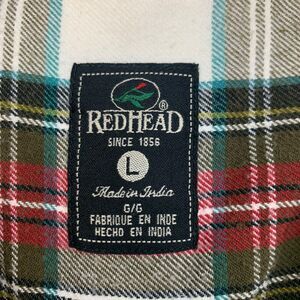 ®
REDHEAD
SINCE 1856
L
Made in India
G/G
FABRIQUE EN INDE
HECHO EN INDIA